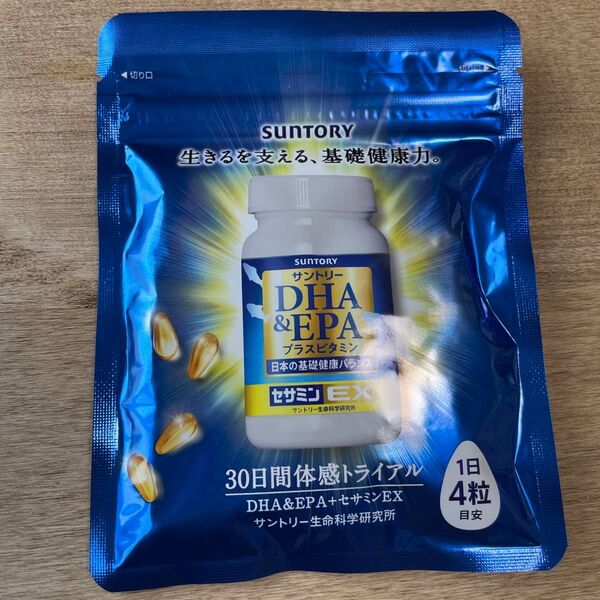 ◀切り口
SUNTORY
生きるを支える、基礎健康力。
SUNTORY
サントリー
DHA
&EPA
プラスビタミン
日本の基礎健康バランス
セサミンEX
サントリー生命科学研究所
30日間体感トライアル
DHA&EPA+セサミンEX
サントリー生命科学研究所
1日
4粒
目安